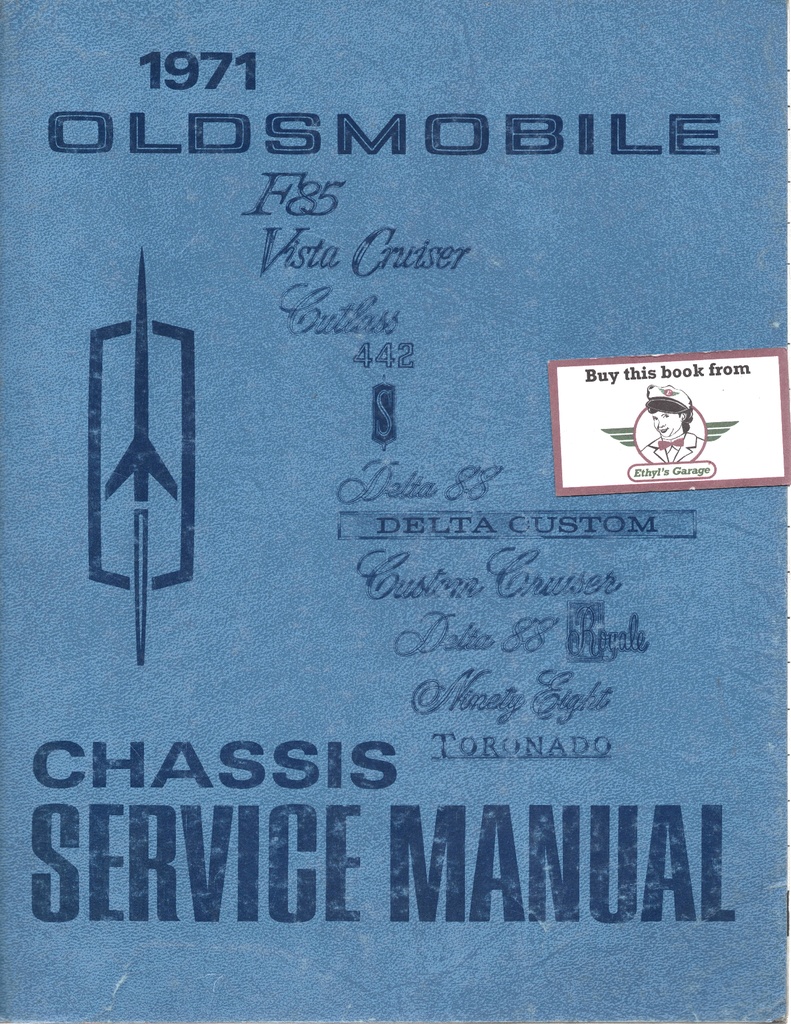 1971
OLDSMOBILE
F85
Vista Cruiser
Cutlass
442
S
Delta 88
DELTA CUSTOM
Custom Cruiser
Delta 88 Royale
Ninety Eight
TORONADO
CHASSIS
SERVICE MANUAL
Buy this book from
Ethyl's Garage